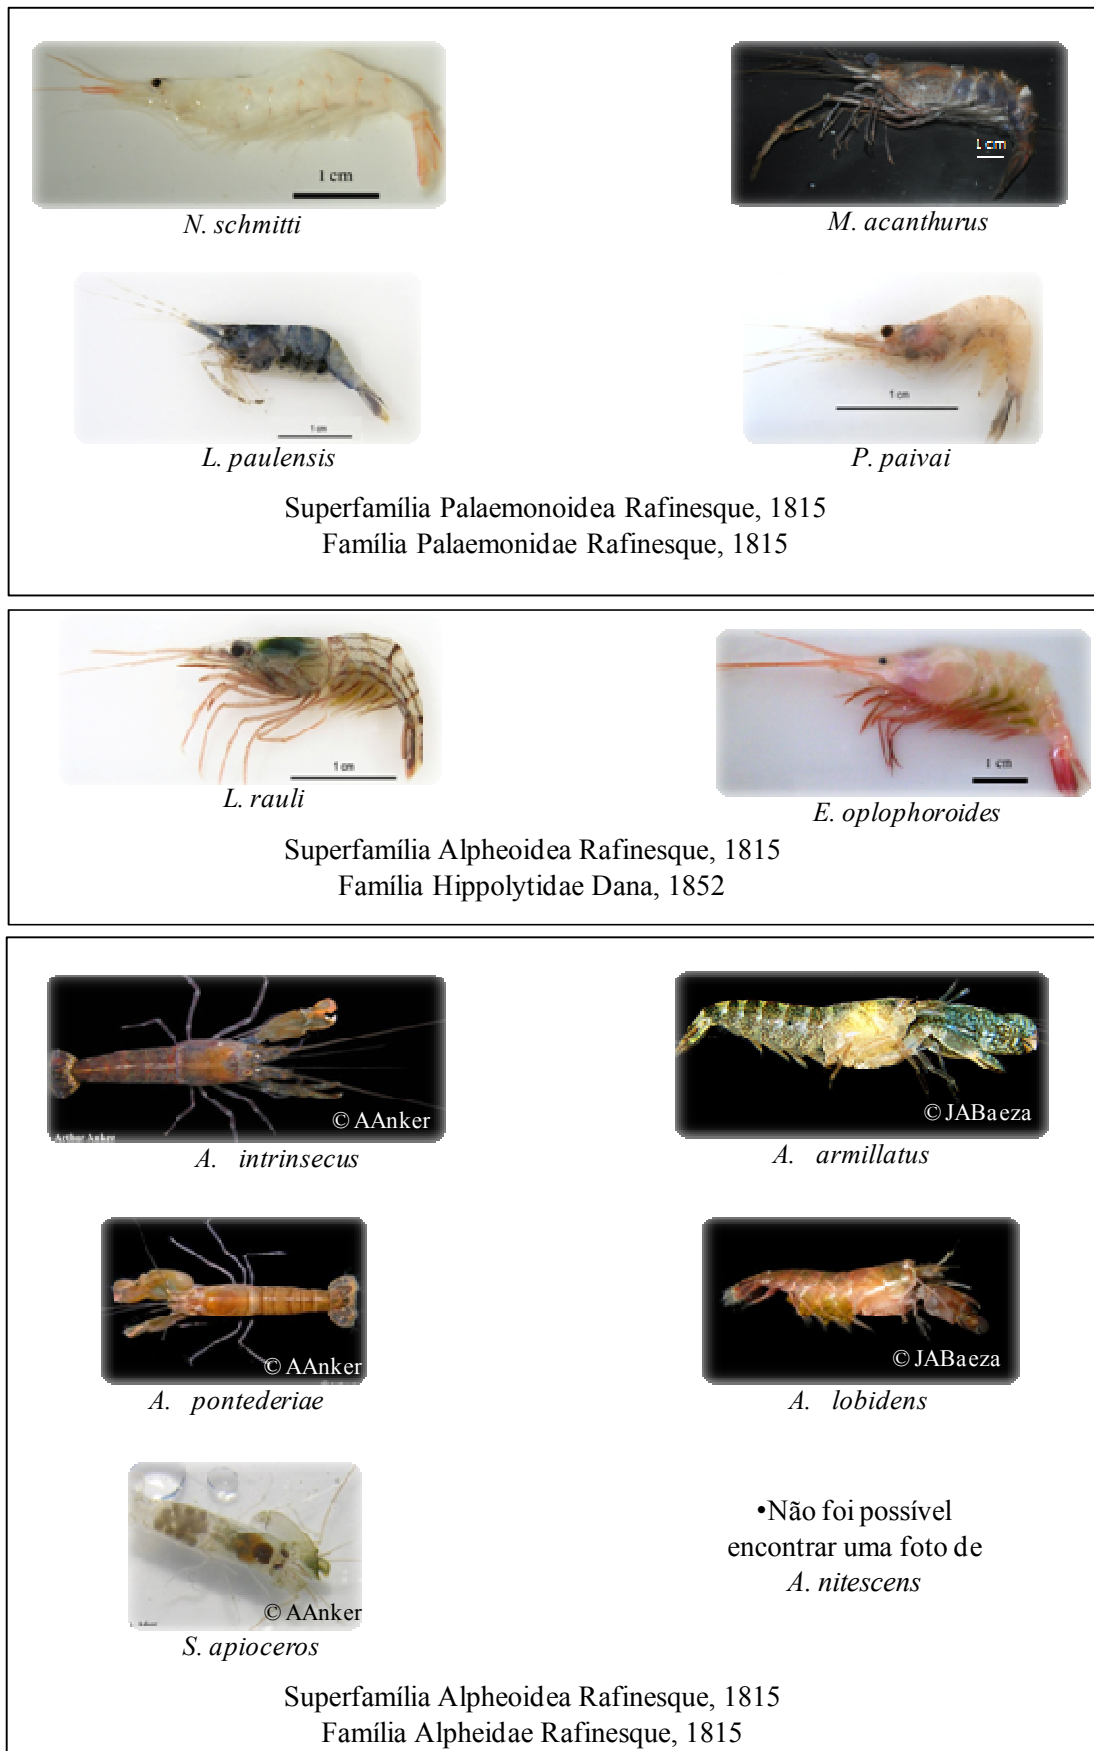 1 cm
1 cm
N. schmitti
M. acanthurus
1 cm
1 cm
L. paulensis
P. paivai
Superfamília Palaemonoidea Rafinesque, 1815
Família Palaemonidae Rafinesque, 1815
1 cm
1 cm
L. rauli
E. oplophoroides
Superfamília Alpheoidea Rafinesque, 1815
Família Hippolytidae Dana, 1852
© AAnker
© JABaeza
Arthur Anker
A. intrinsecus
A. armillatus
© AAnker
© JABaeza
A. pontederiae
A. lobidens
•Não foi possível
encontrar uma foto de
A. nitescens
© AAnker
S. apioceros
Superfamília Alpheoidea Rafinesque, 1815
Família Alpheidae Rafinesque, 1815